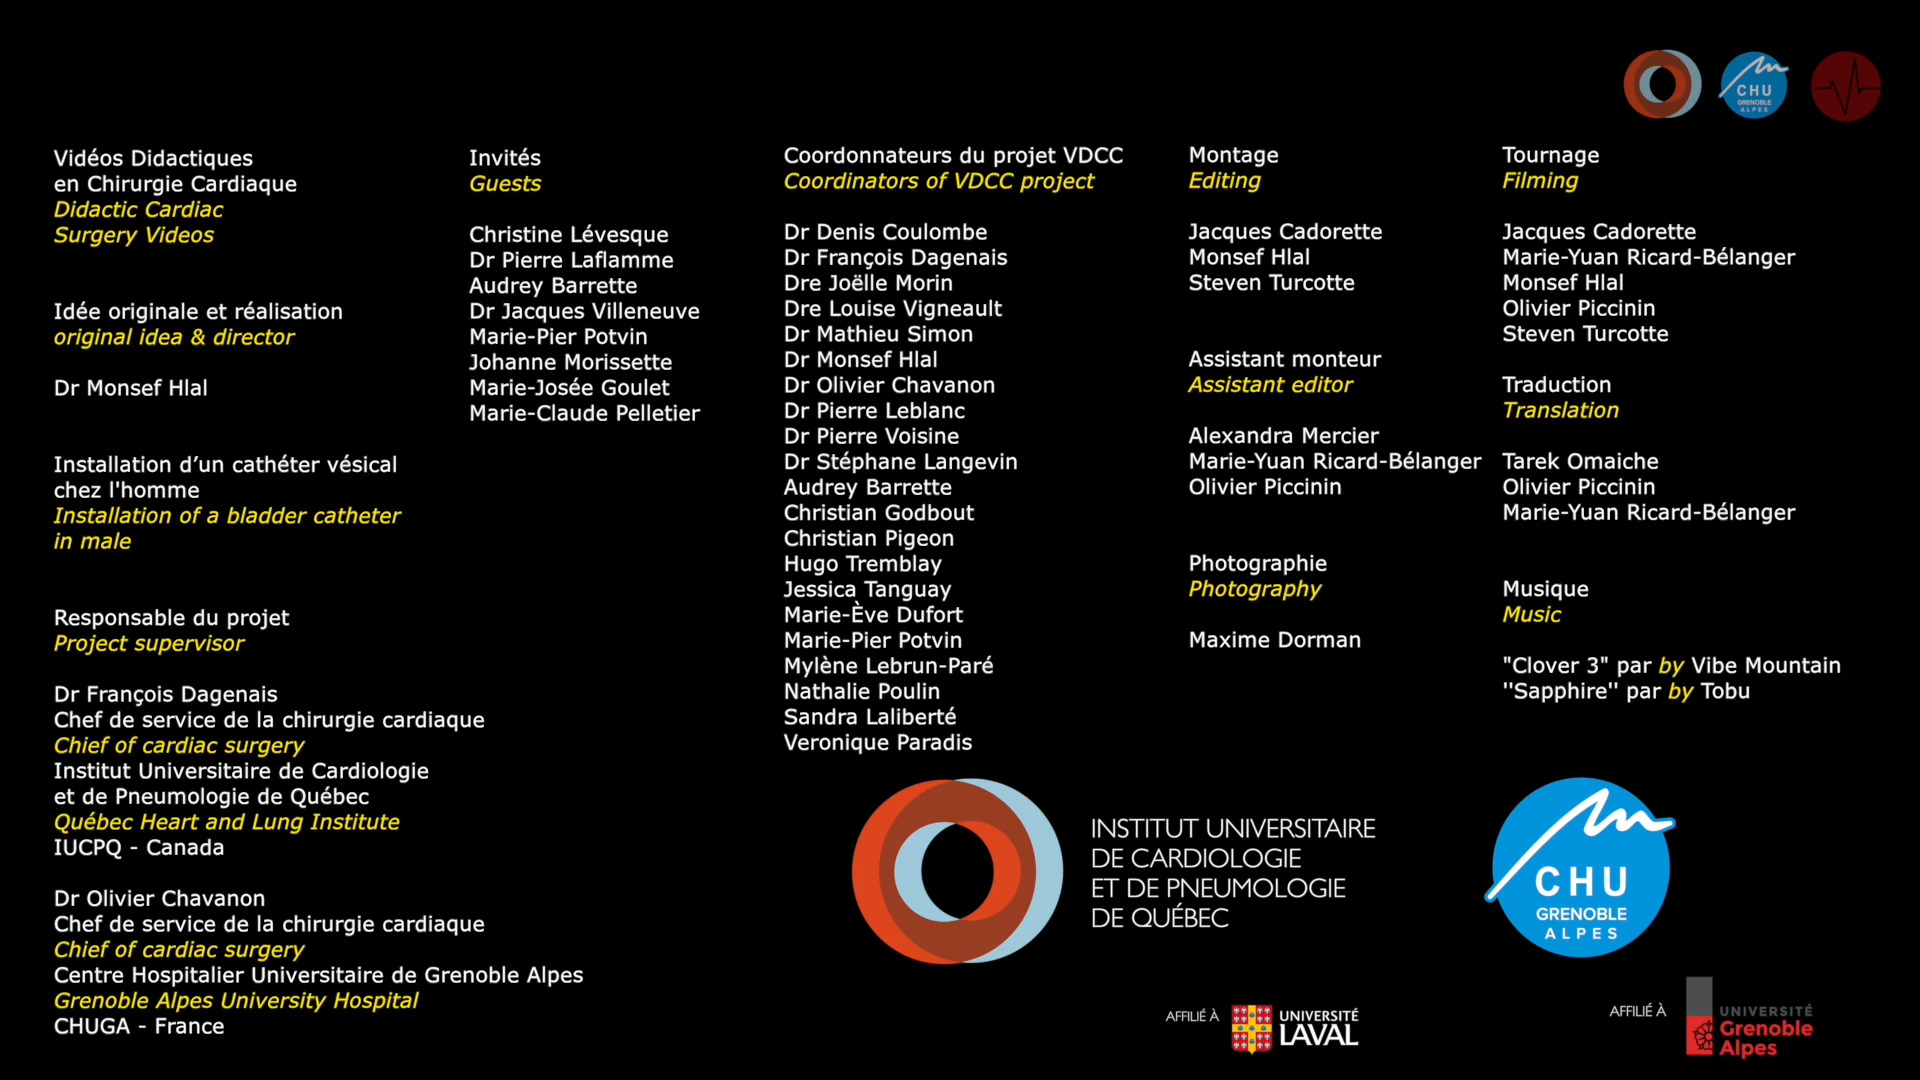 CHU
GRENOBLE
ALPES
Vidéos Didactiques
en Chirurgie Cardiaque
Didactic Cardiac
Surgery Videos
Idée originale et réalisation
original idea & director
Dr Monsef Hlal
Installation d’un cathéter vésical
chez l'homme
Installation of a bladder catheter
in male
Responsable du projet
Project supervisor
Dr François Dagenais
Chef de service de la chirurgie cardiaque
Chief of cardiac surgery
Institut Universitaire de Cardiologie
et de Pneumologie de Québec
Québec Heart and Lung Institute
IUCPQ - Canada
Dr Olivier Chavanon
Chef de service de la chirurgie cardiaque
Chief of cardiac surgery
Centre Hospitalier Universitaire de Grenoble Alpes
Grenoble Alpes University Hospital
CHUGA - France
Invités
Guests
Christine Lévesque
Dr Pierre Laflamme
Audrey Barrette
Dr Jacques Villeneuve
Marie-Pier Potvin
Johanne Morissette
Marie-Josée Goulet
Marie-Claude Pelletier
Coordonnateurs du projet VDCC
Coordinators of VDCC project
Dr Denis Coulombe
Dr François Dagenais
Dre Joëlle Morin
Dre Louise Vigneault
Dr Mathieu Simon
Dr Monsef Hlal
Dr Olivier Chavanon
Dr Pierre Leblanc
Dr Pierre Voisine
Dr Stéphane Langevin
Audrey Barrette
Christian Godbout
Christian Pigeon
Hugo Tremblay
Jessica Tanguay
Marie-Ève Dufort
Marie-Pier Potvin
Mylène Lebrun-Paré
Nathalie Poulin
Sandra Laliberté
Veronique Paradis
Montage
Editing
Jacques Cadorette
Monsef Hlal
Steven Turcotte
Assistant monteur
Assistant editor
Alexandra Mercier
Marie-Yuan Ricard-Bélanger
Olivier Piccinin
Photographie
Photography
Maxime Dorman
Tournage
Filming
Jacques Cadorette
Marie-Yuan Ricard-Bélanger
Monsef Hlal
Olivier Piccinin
Steven Turcotte
Traduction
Translation
Tarek Omaiche
Olivier Piccinin
Marie-Yuan Ricard-Bélanger
Musique
Music
"Clover 3" par by Vibe Mountain
''Sapphire'' par by Tobu
INSTITUT UNIVERSITAIRE
DE CARDIOLOGIE
ET DE PNEUMOLOGIE
DE QUÉBEC
CHU
GRENOBLE
ALPES
AFFILIÉ À
UNIVERSITÉ
LAVAL
AFFILIÉ À
UNIVERSITÉ
Grenoble
Alpes